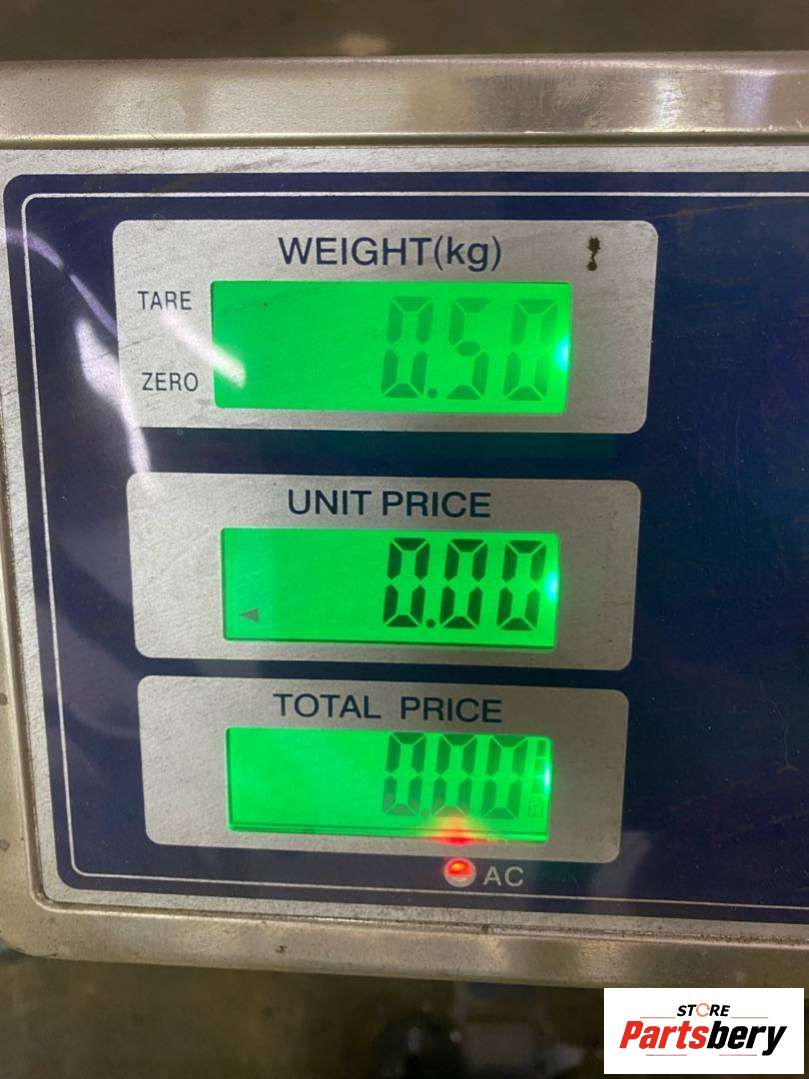 WEIGHT(kg)
TARE
0.50
ZERO
UNIT PRICE
0.00
TOTAL PRICE
0.00
AC
STORE
Partsbery